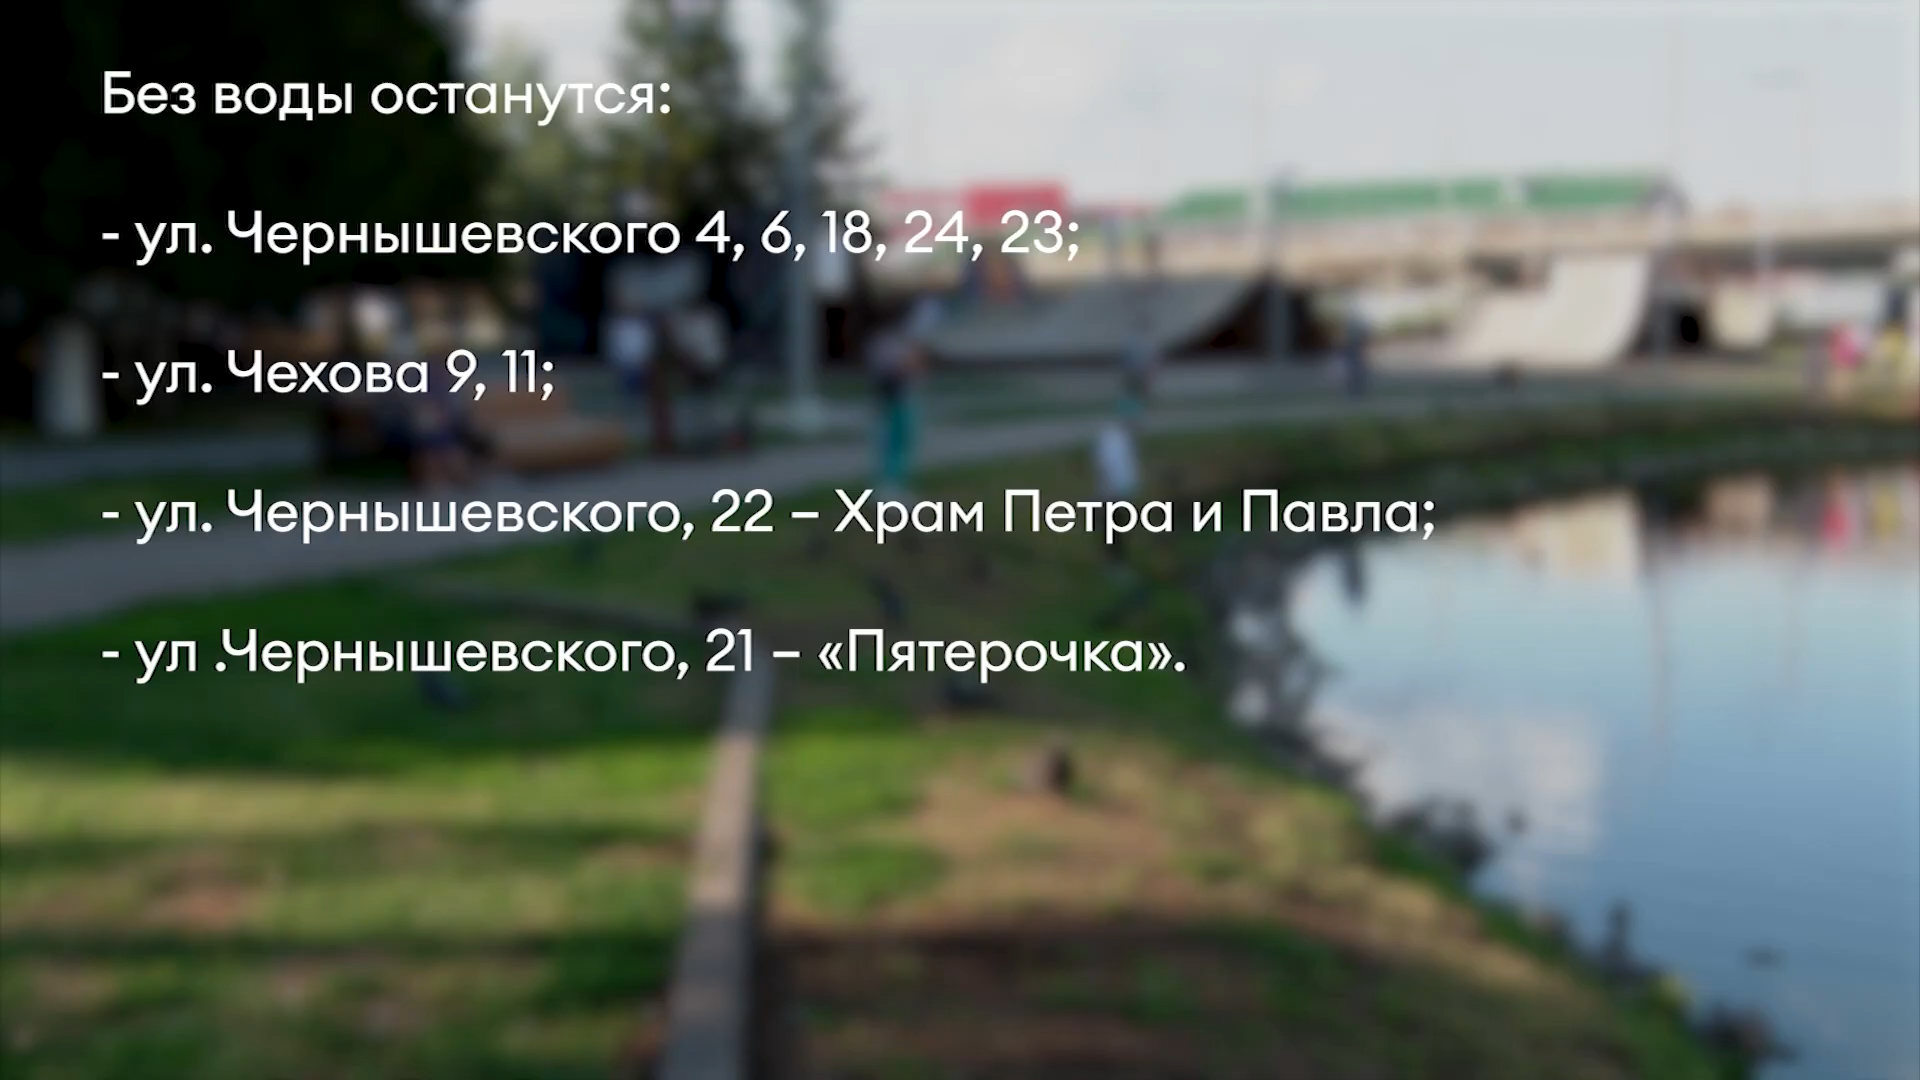 Без воды останутся:
- ул. Чернышевского 4, 6, 18, 24, 23;
- ул. Чехова 9, 11;
- ул. Чернышевского, 22 – Храм Петра и Павла;
- ул .Чернышевского, 21 – «Пятерочка».